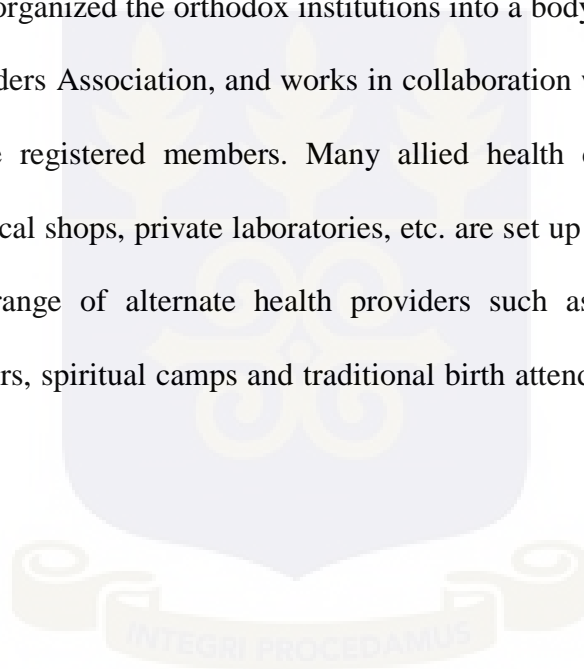 organized the orthodox institutions into a body
ders Association, and works in collaboration
registered members. Many allied health
cal shops, private laboratories, etc. are set up
range of alternate health providers such as
rs, spiritual camps and traditional birth attend
INTEGRI PROCEDAMUS